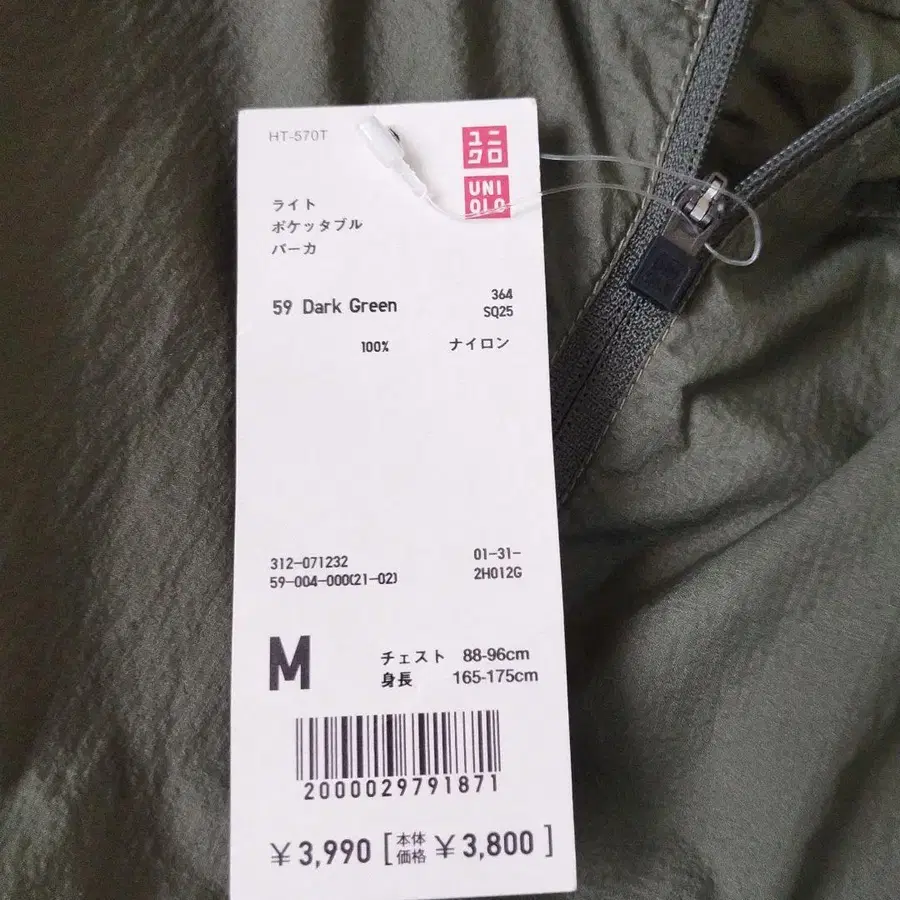 HT-570T
ユニ
クロ
UNI
QLO
ライト
ポケッタブル
パーカ
59 Dark Green
364
SQ25
100% ナイロン
312-071232
59-004-000(21-02)
01-31-
2H012G
M
チェスト 88-96cm
身長 165-175cm
2000029791871
¥3,990 [本体価格 ¥3,800]